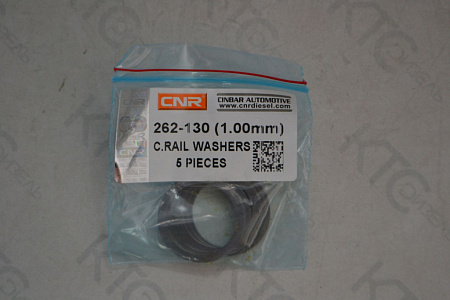 CNR
CINBAR AUTOMOTIVE
www.cnrdiesel.com
262-130 (1.00mm)
C.RAIL WASHERS
5 PIECES